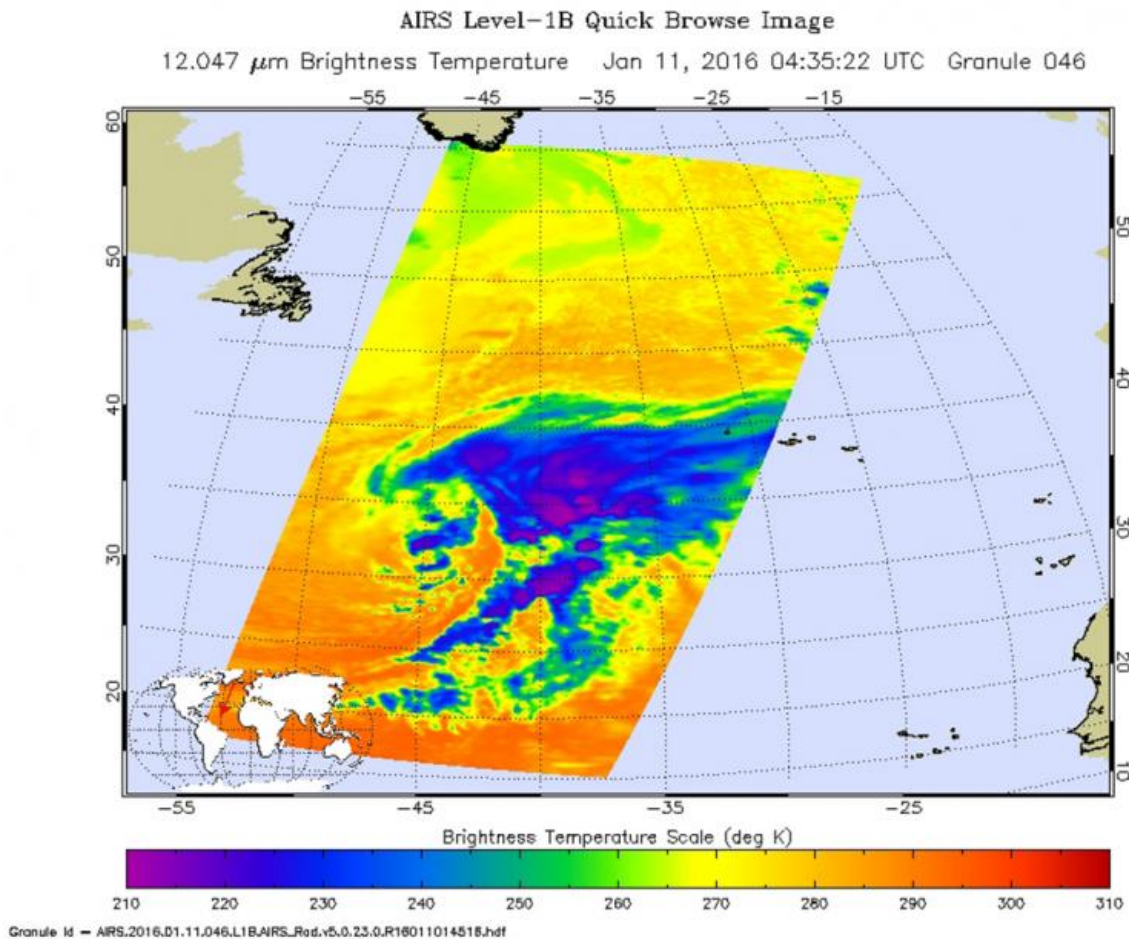 AIRS Level-1B Quick Browse Image
12.047 μm Brightness Temperature Jan 11, 2016 04:35:22 UTC Granule 046
-55 -45 -35 -25 -15
60
50
40
30
20
50
40
30
20
10
-55 -45 -35 -25
Brightness Temperature Scale (deg K)
210 220 230 240 250 260 270 280 290 300 310
Granule Id - AIRS.2016.01.11.046.L1B.AIRS_Rad.v5.0.23.0.R16011014518.hdf